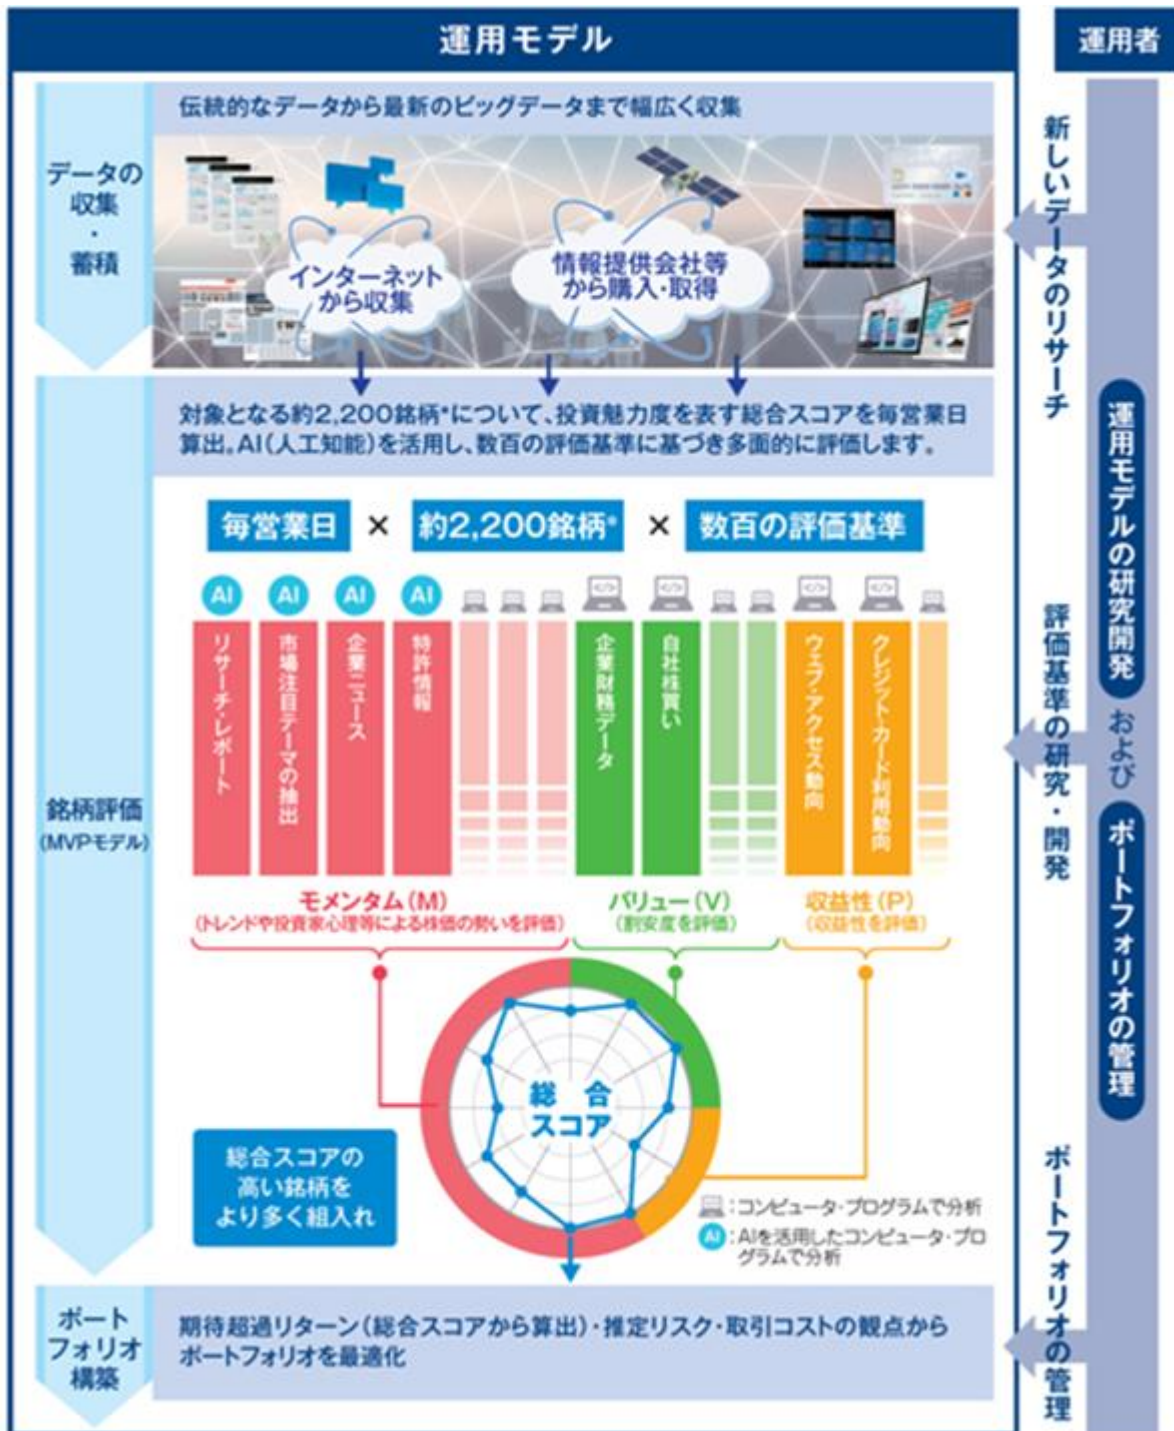 運用モデル
運用者
データの
収集
・
蓄積
伝統的なデータから最新のビッグデータまで幅広く収集
インターネット
から収集
情報提供会社等
から購入・取得
新しいデータのリサーチ
対象となる約2,200銘柄*について、投資魅力度を表す総合スコアを毎営業日
算出。AI(人工知能)を活用し、数百の評価基準に基づき多面的に評価します。
毎営業日 × 約2,200銘柄* × 数百の評価基準
AI
AI
AI
AI
リサーチ・レポート
市場注目テーマの抽出
企業ニュース
特許情報
企業財務データ
自社株買い
ウェブ・アクセス動向
クレジット・カード利用動向
銘柄評価
(MVPモデル)
モメンタム(M)
(トレンドや投資家心理等による株価の勢いを評価)
バリュー(V)
(割安度を評価)
収益性(P)
(収益性を評価)
評価基準の研究・開発
運用モデルの研究開発
および
ポートフォリオの管理
総合
スコア
総合スコアの
高い銘柄を
より多く組入れ
:コンピュータ・プログラムで分析
AI:AIを活用したコンピュータ・プロ
グラムで分析
ポート
フォリオ
構築
期待超過リターン(総合スコアから算出)・推定リスク・取引コストの観点から
ポートフォリオを最適化
ポートフォリオの管理